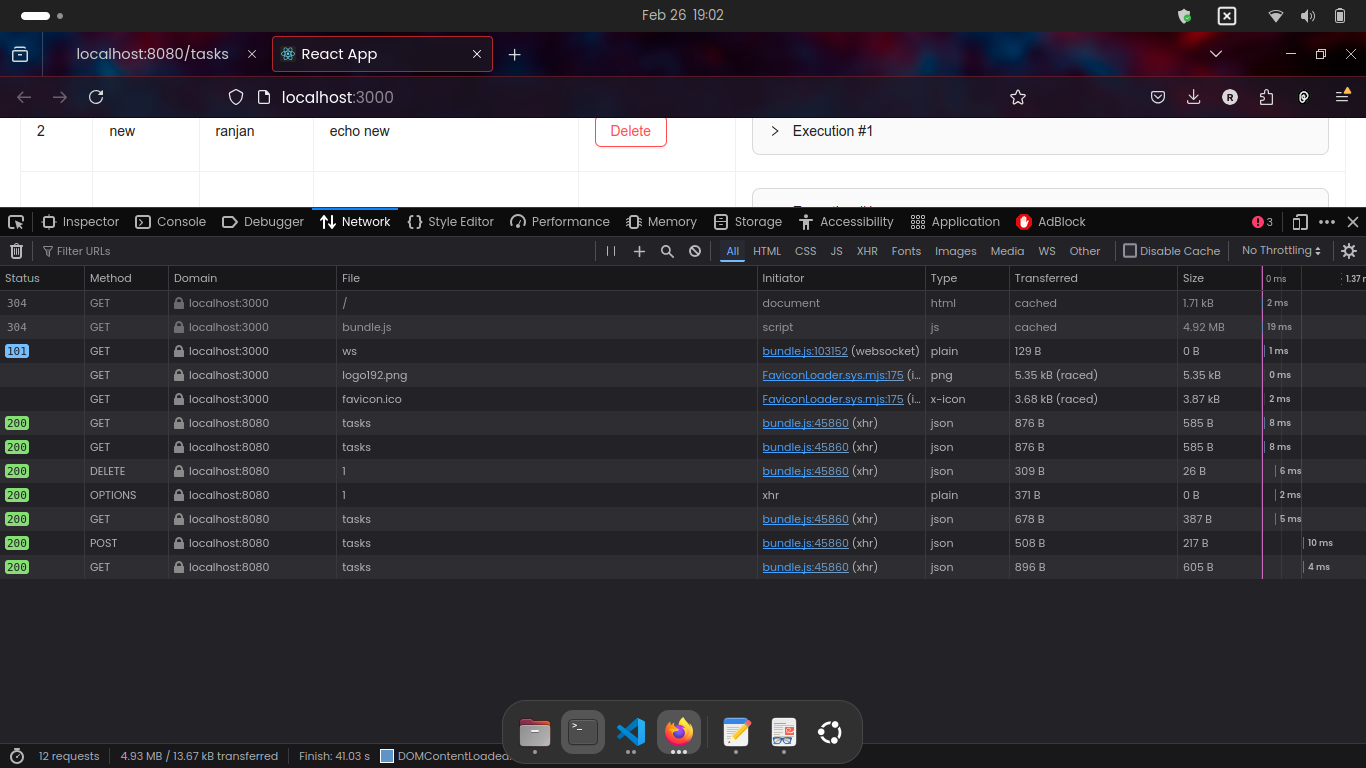 Feb 26 19:02
localhost:8080/tasks React App
localhost:3000
2 new ranjan echo new Delete Execution #1
Inspector Console Debugger Network Style Editor Performance Memory Storage Accessibility Application AdBlock 3
Filter URLs All HTML CSS JS XHR Fonts Images Media WS Other Disable Cache No Throttling
Status Method Domain File Initiator Type Transferred Size 0 ms 1.37 m
304 GET localhost:3000 / document html cached 1.71 kB 2 ms
304 GET localhost:3000 bundle.js script js cached 4.92 MB 19 ms
101 GET localhost:3000 ws bundle.js:103152 (websocket) plain 129 B 0 B 1 ms
GET localhost:3000 logo192.png FaviconLoader.sys.mjs:175 (i... png 5.35 kB (raced) 5.35 kB 0 ms
GET localhost:3000 favicon.ico FaviconLoader.sys.mjs:175 (i... x-icon 3.68 kB (raced) 3.87 kB 2 ms
200 GET localhost:8080 tasks bundle.js:45860 (xhr) json 876 B 585 B 8 ms
200 GET localhost:8080 tasks bundle.js:45860 (xhr) json 876 B 585 B 8 ms
200 DELETE localhost:8080 1 bundle.js:45860 (xhr) json 309 B 26 B 6 ms
200 OPTIONS localhost:8080 1 xhr plain 371 B 0 B 2 ms
200 GET localhost:8080 tasks bundle.js:45860 (xhr) json 678 B 387 B 5 ms
200 POST localhost:8080 tasks bundle.js:45860 (xhr) json 508 B 217 B 10 ms
200 GET localhost:8080 tasks bundle.js:45860 (xhr) json 896 B 605 B 4 ms
12 requests 4.93 MB / 13.67 kB transferred Finish: 41.03 s DOMContentLoaded